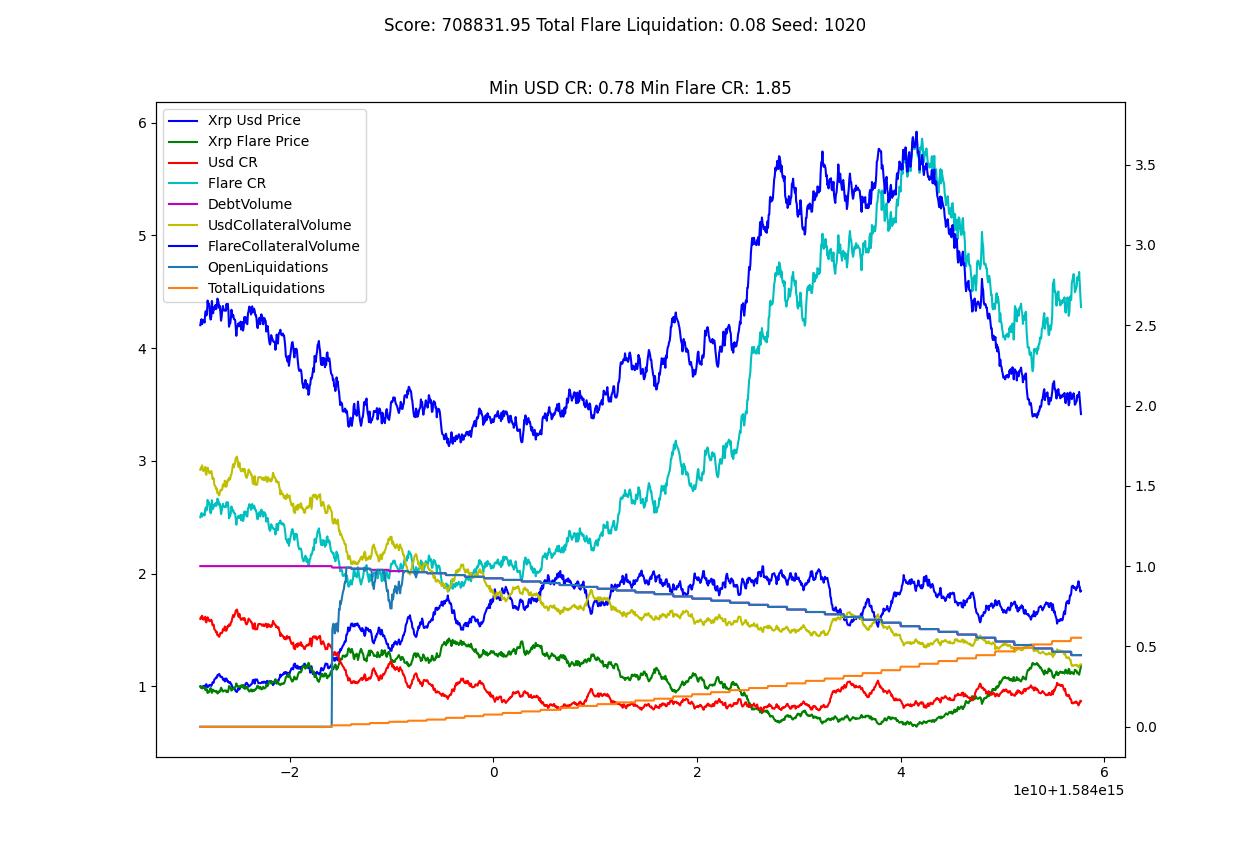 Score: 708831.95 Total Flare Liquidation: 0.08 Seed: 1020
Min USD CR: 0.78 Min Flare CR: 1.85
Xrp Usd Price
Xrp Flare Price
Usd CR
Flare CR
DebtVolume
UsdCollateralVolume
FlareCollateralVolume
OpenLiquidations
TotalLiquidations
6
5
4
3
2
1
3.5
3.0
2.5
2.0
1.5
1.0
0.5
0.0
−2
0
2
4
6
1e10+1.584e15